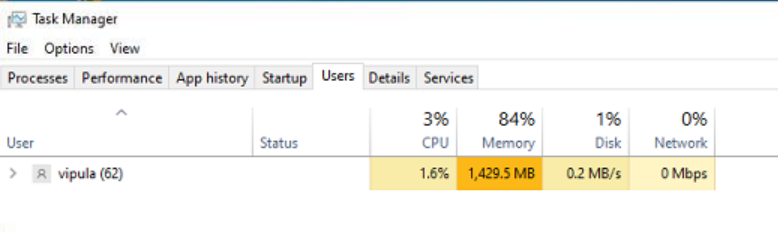 Task Manager
File Options View
Processes Performance App history Startup Users Details Services
3% 84% 1% 0%
User Status CPU Memory Disk Network
vipula (62) 1.6% 1,429.5 MB 0.2 MB/s 0 Mbps